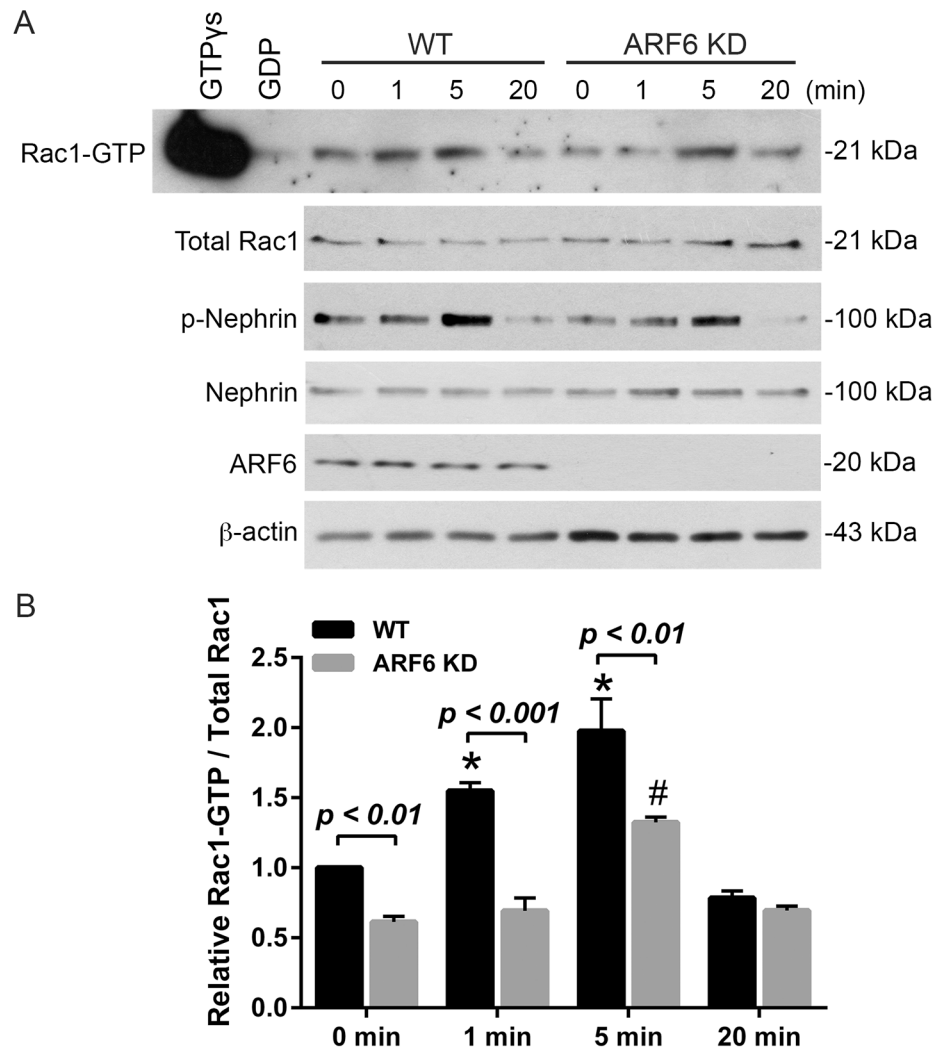 A
GTPγs
GDP
WT
ARF6 KD
0 1 5 20 0 1 5 20 (min)
Rac1-GTP -21 kDa
Total Rac1 -21 kDa
p-Nephrin -100 kDa
Nephrin -100 kDa
ARF6 -20 kDa
β-actin -43 kDa
B
Relative Rac1-GTP / Total Rac1
WT
ARF6 KD
2.5
2.0
1.5
1.0
0.5
0.0
p < 0.01
p < 0.001
p < 0.01
* * #
0 min 1 min 5 min 20 min